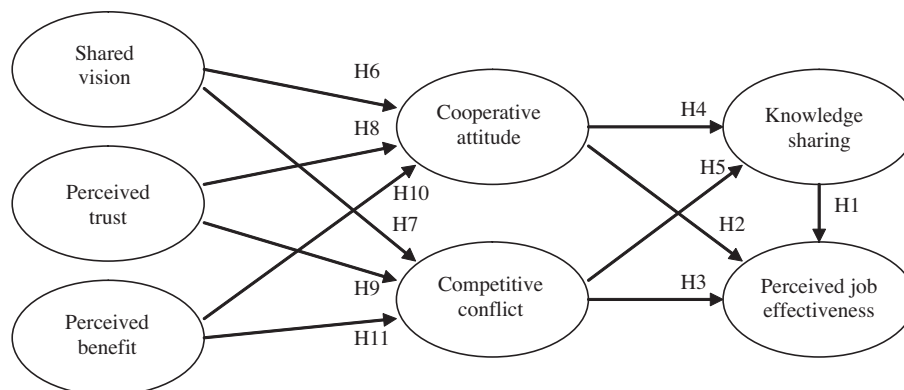 Shared
vision
H6
Cooperative
attitude
H4
Knowledge
sharing
H8
H5
H10
Perceived
trust
H7
H2
H1
H9
Competitive
conflict
H3
Perceived job
effectiveness
Perceived
benefit
H11